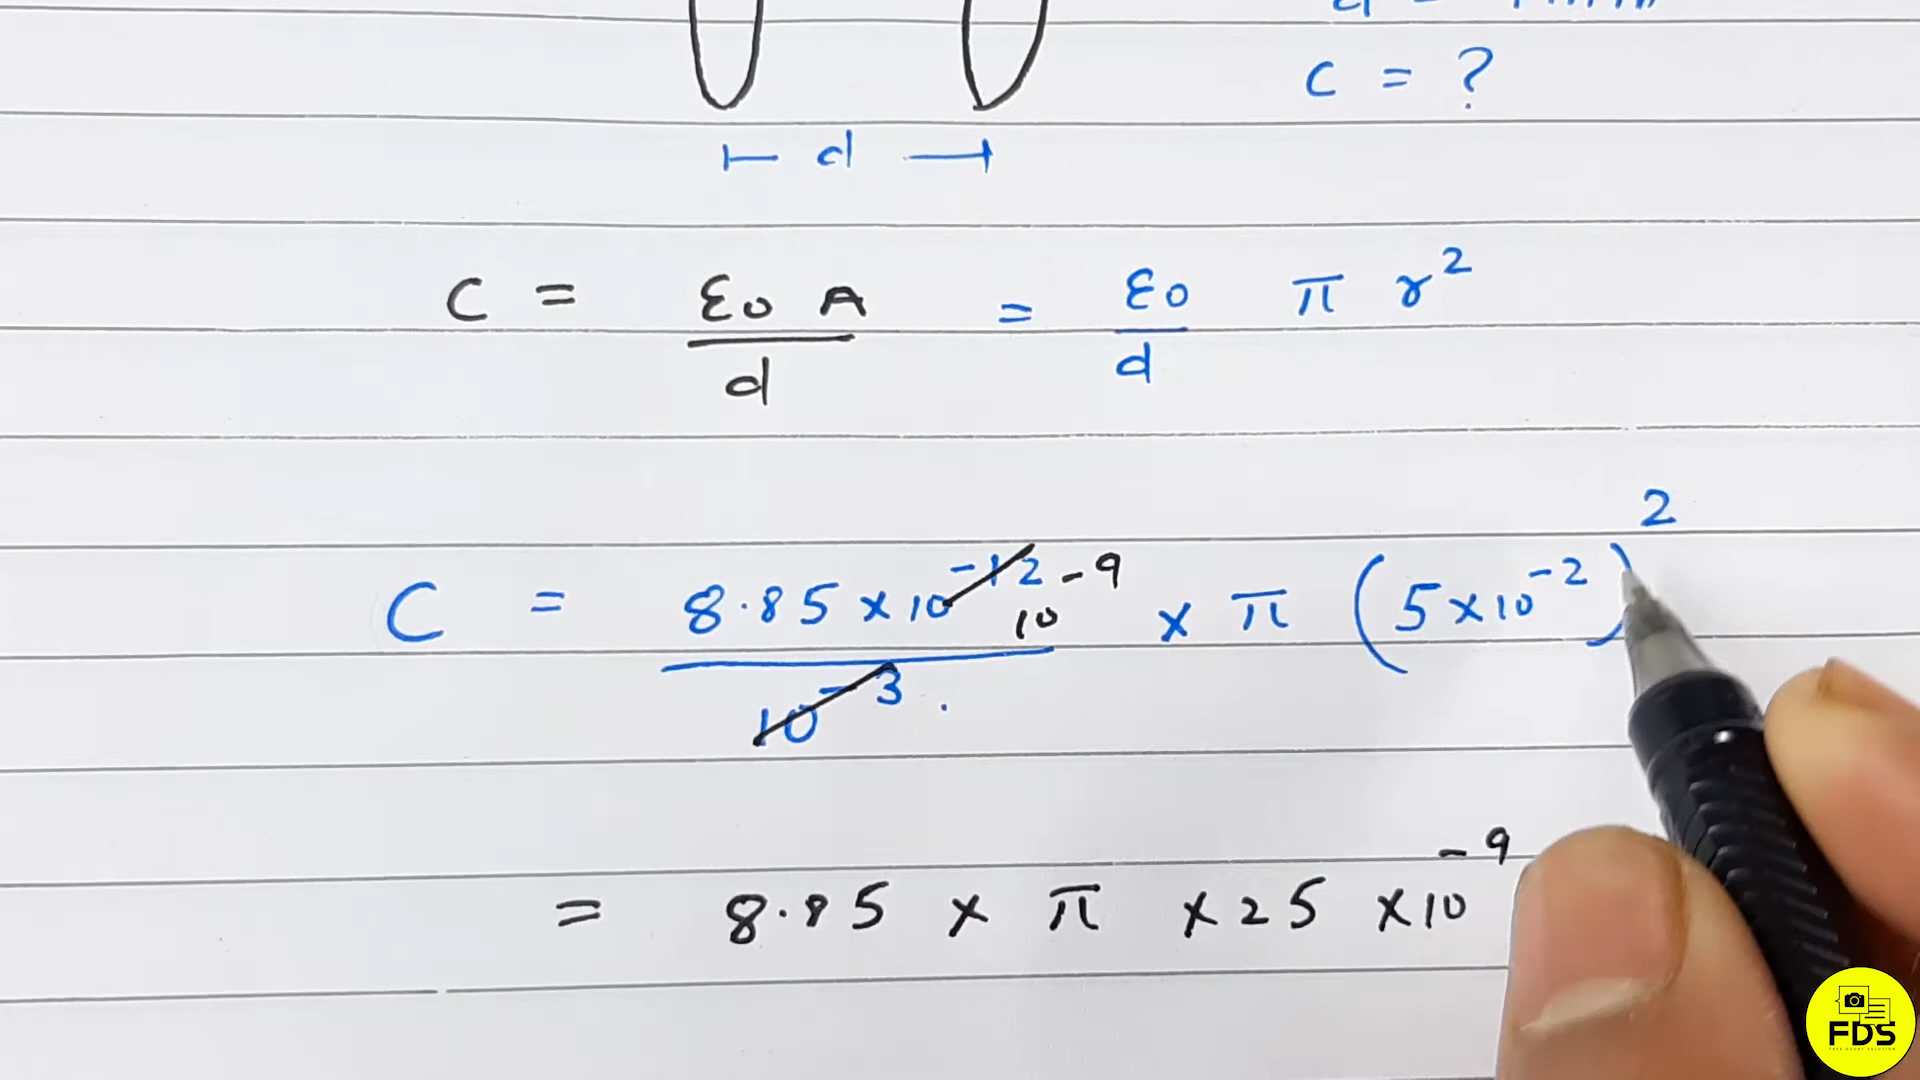 C = ?
d
C = ε₀ A / d = ε₀ / d π r²
C = 8.85 × 10⁻¹² 10⁻⁹ / 10⁻³ . × π (5 × 10⁻²)²
= 8.85 × π × 25 × 10⁻⁹
FDS